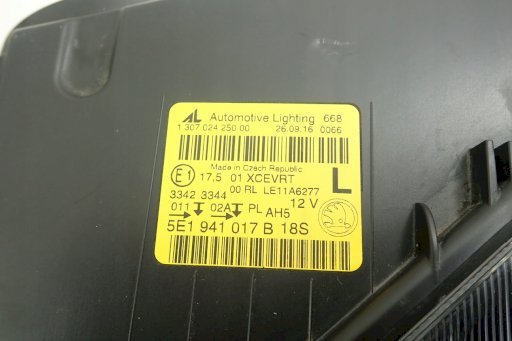 AL Automotive Lighting 668
1 307 024 250 00 26.09.16 0066
Made in Czech Republic
E1 17,5 01 XCEVRT L
00 RL LE11A6277
3342 3344 12 V
011 02A PL AH5
5E1 941 017 B 18S